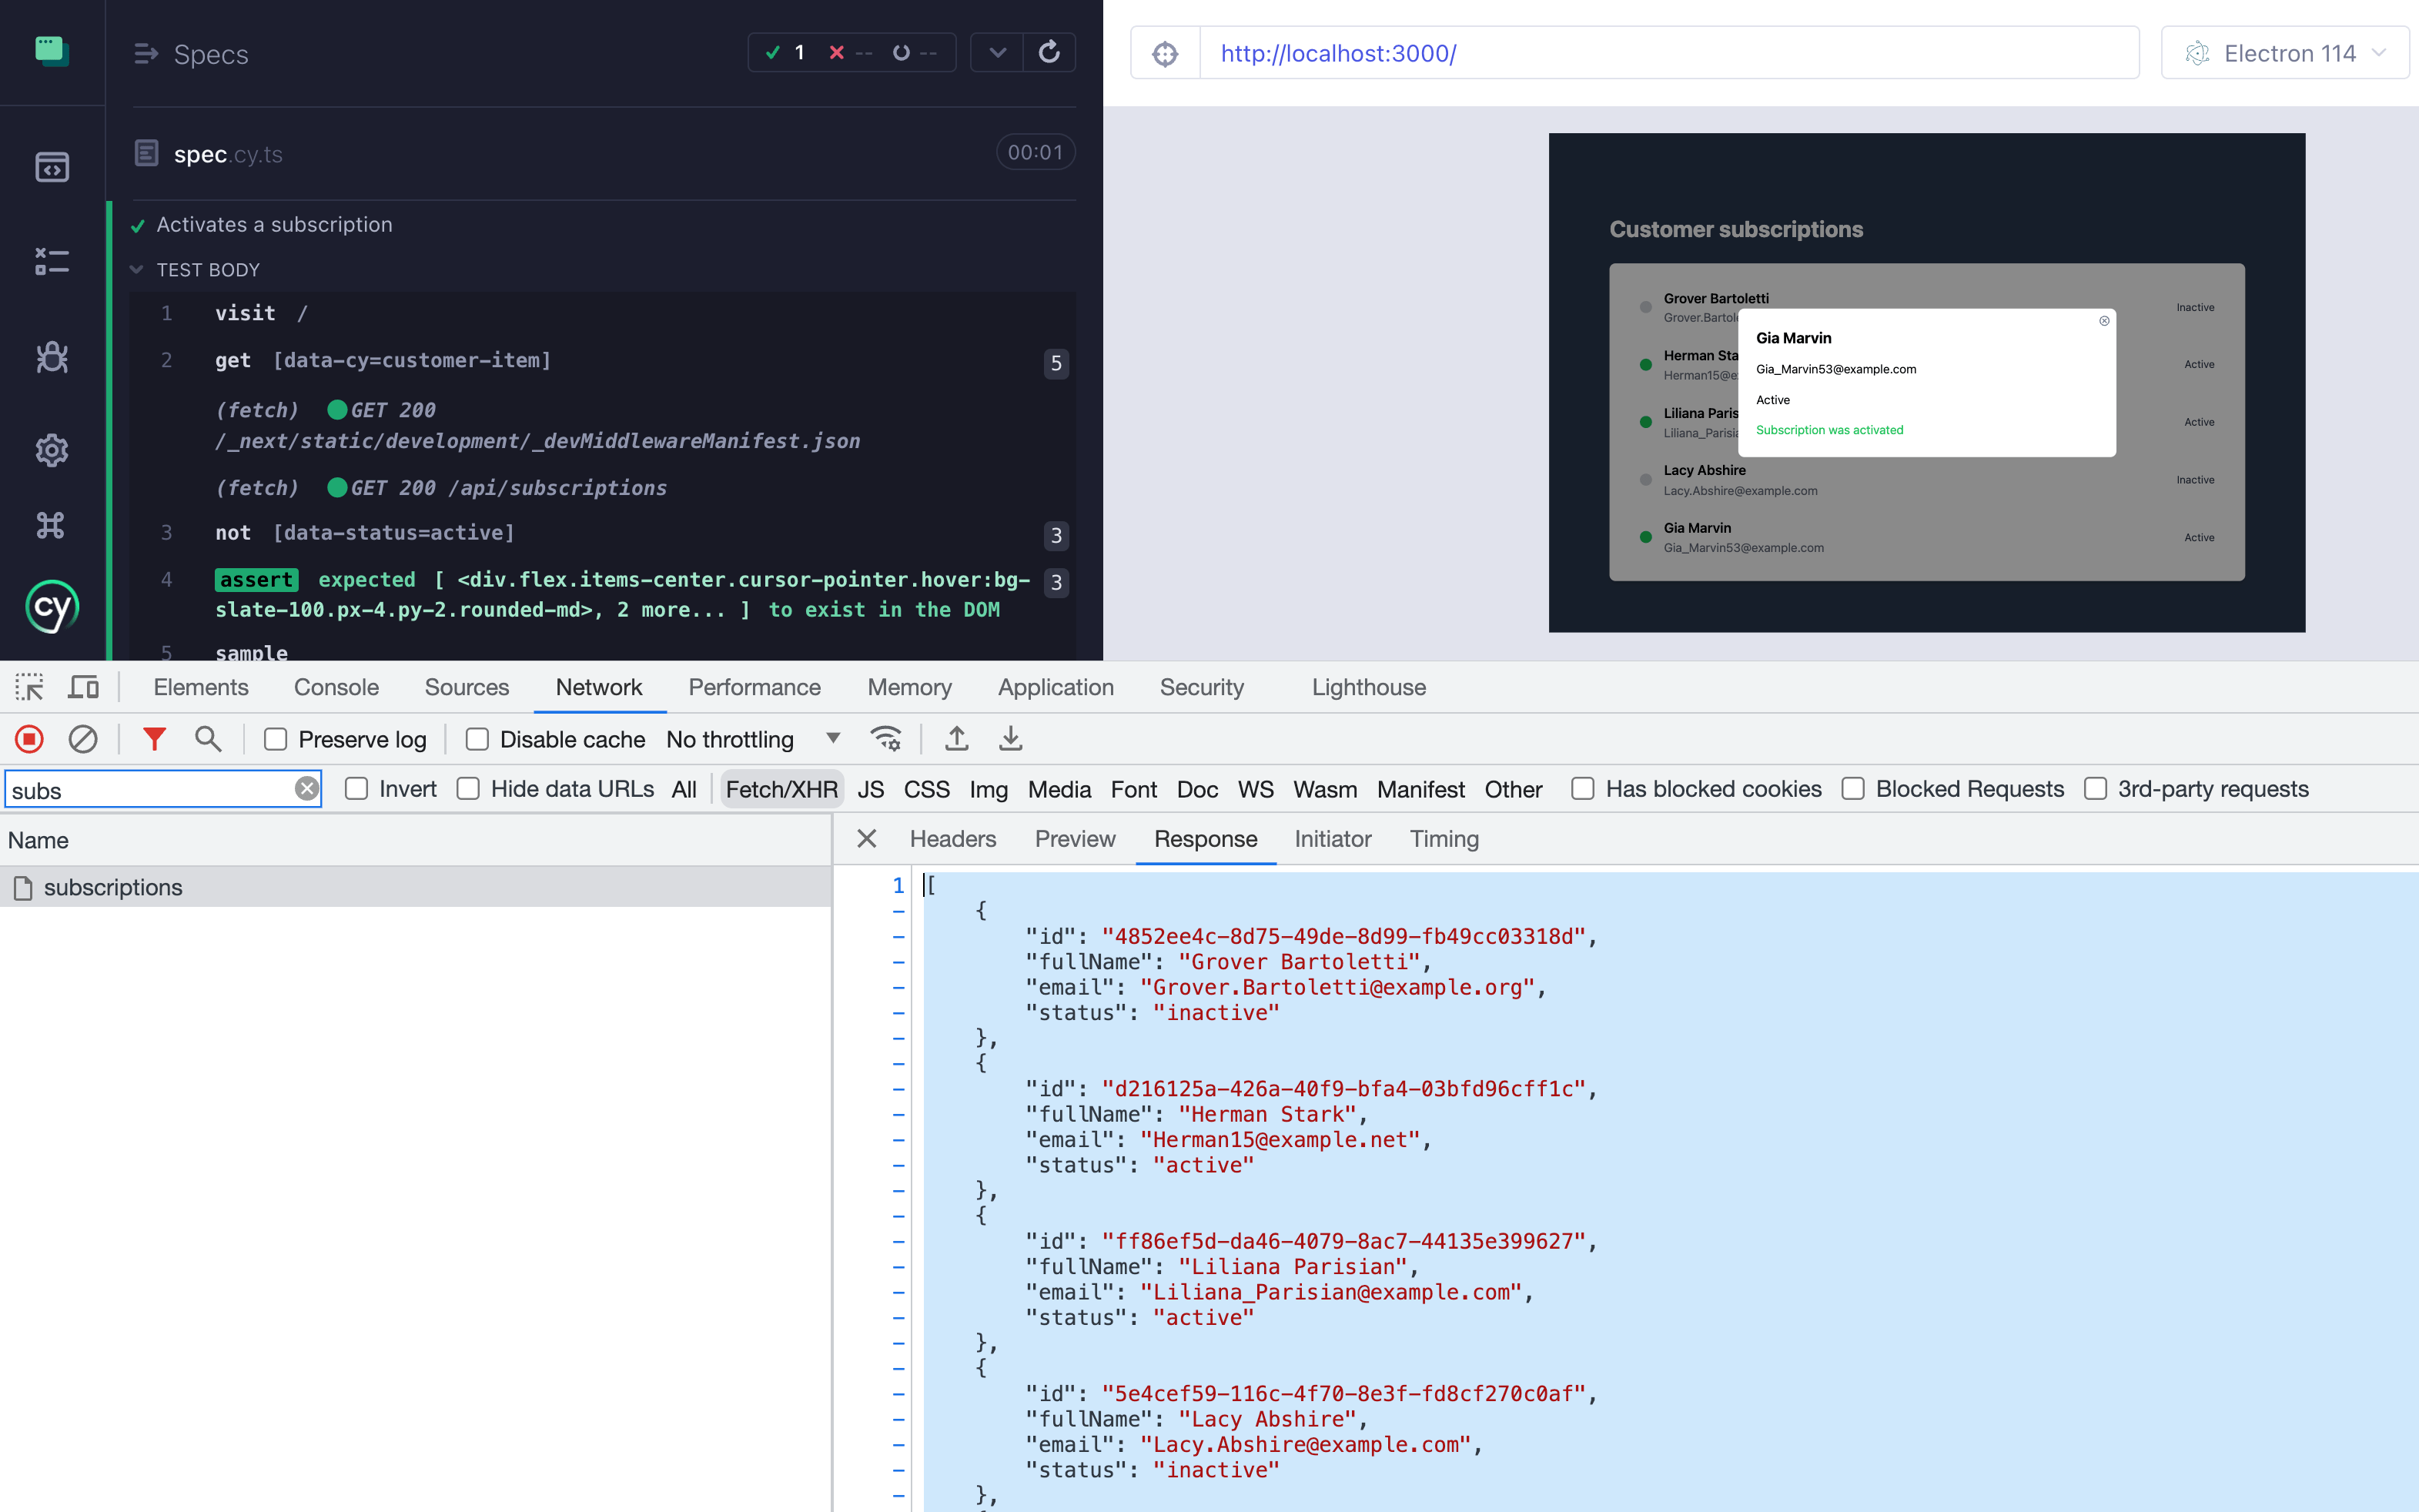 Specs
1 -- --
spec.cy.ts
00:01
Activates a subscription
TEST BODY
1 visit /
2 get [data-cy=customer-item] 5
(fetch) GET 200
/_next/static/development/_devMiddlewareManifest.json
(fetch) GET 200 /api/subscriptions
3 not [data-status=active] 3
4 assert expected [ <div.flex.items-center.cursor-pointer.hover:bg- 3
slate-100.px-4.py-2.rounded-md>, 2 more... ] to exist in the DOM
5 sample
cy
http://localhost:3000/
Electron 114
Customer subscriptions
Grover Bartoletti
Grover.Bartole
Inactive
Herman Sta
Herman15@e
Active
Liliana Paris
Liliana_Parisia
Active
Lacy Abshire
Lacy.Abshire@example.com
Inactive
Gia Marvin
Gia_Marvin53@example.com
Active
Gia Marvin
Gia_Marvin53@example.com
Active
Subscription was activated
Elements Console Sources Network Performance Memory Application Security Lighthouse
Preserve log Disable cache No throttling
subs Invert Hide data URLs All Fetch/XHR JS CSS Img Media Font Doc WS Wasm Manifest Other Has blocked cookies Blocked Requests 3rd-party requests
Name
subscriptions
Headers Preview Response Initiator Timing
1 [
{
"id": "4852ee4c-8d75-49de-8d99-fb49cc03318d",
"fullName": "Grover Bartoletti",
"email": "Grover.Bartoletti@example.org",
"status": "inactive"
},
{
"id": "d216125a-426a-40f9-bfa4-03bfd96cff1c",
"fullName": "Herman Stark",
"email": "Herman15@example.net",
"status": "active"
},
{
"id": "ff86ef5d-da46-4079-8ac7-44135e399627",
"fullName": "Liliana Parisian",
"email": "Liliana_Parisian@example.com",
"status": "active"
},
{
"id": "5e4cef59-116c-4f70-8e3f-fd8cf270c0af",
"fullName": "Lacy Abshire",
"email": "Lacy.Abshire@example.com",
"status": "inactive"
},